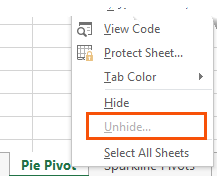 View Code
Protect Sheet...
Tab Color
Hide
Unhide...
Select All Sheets
Pie Pivot
Sparkline Pivots